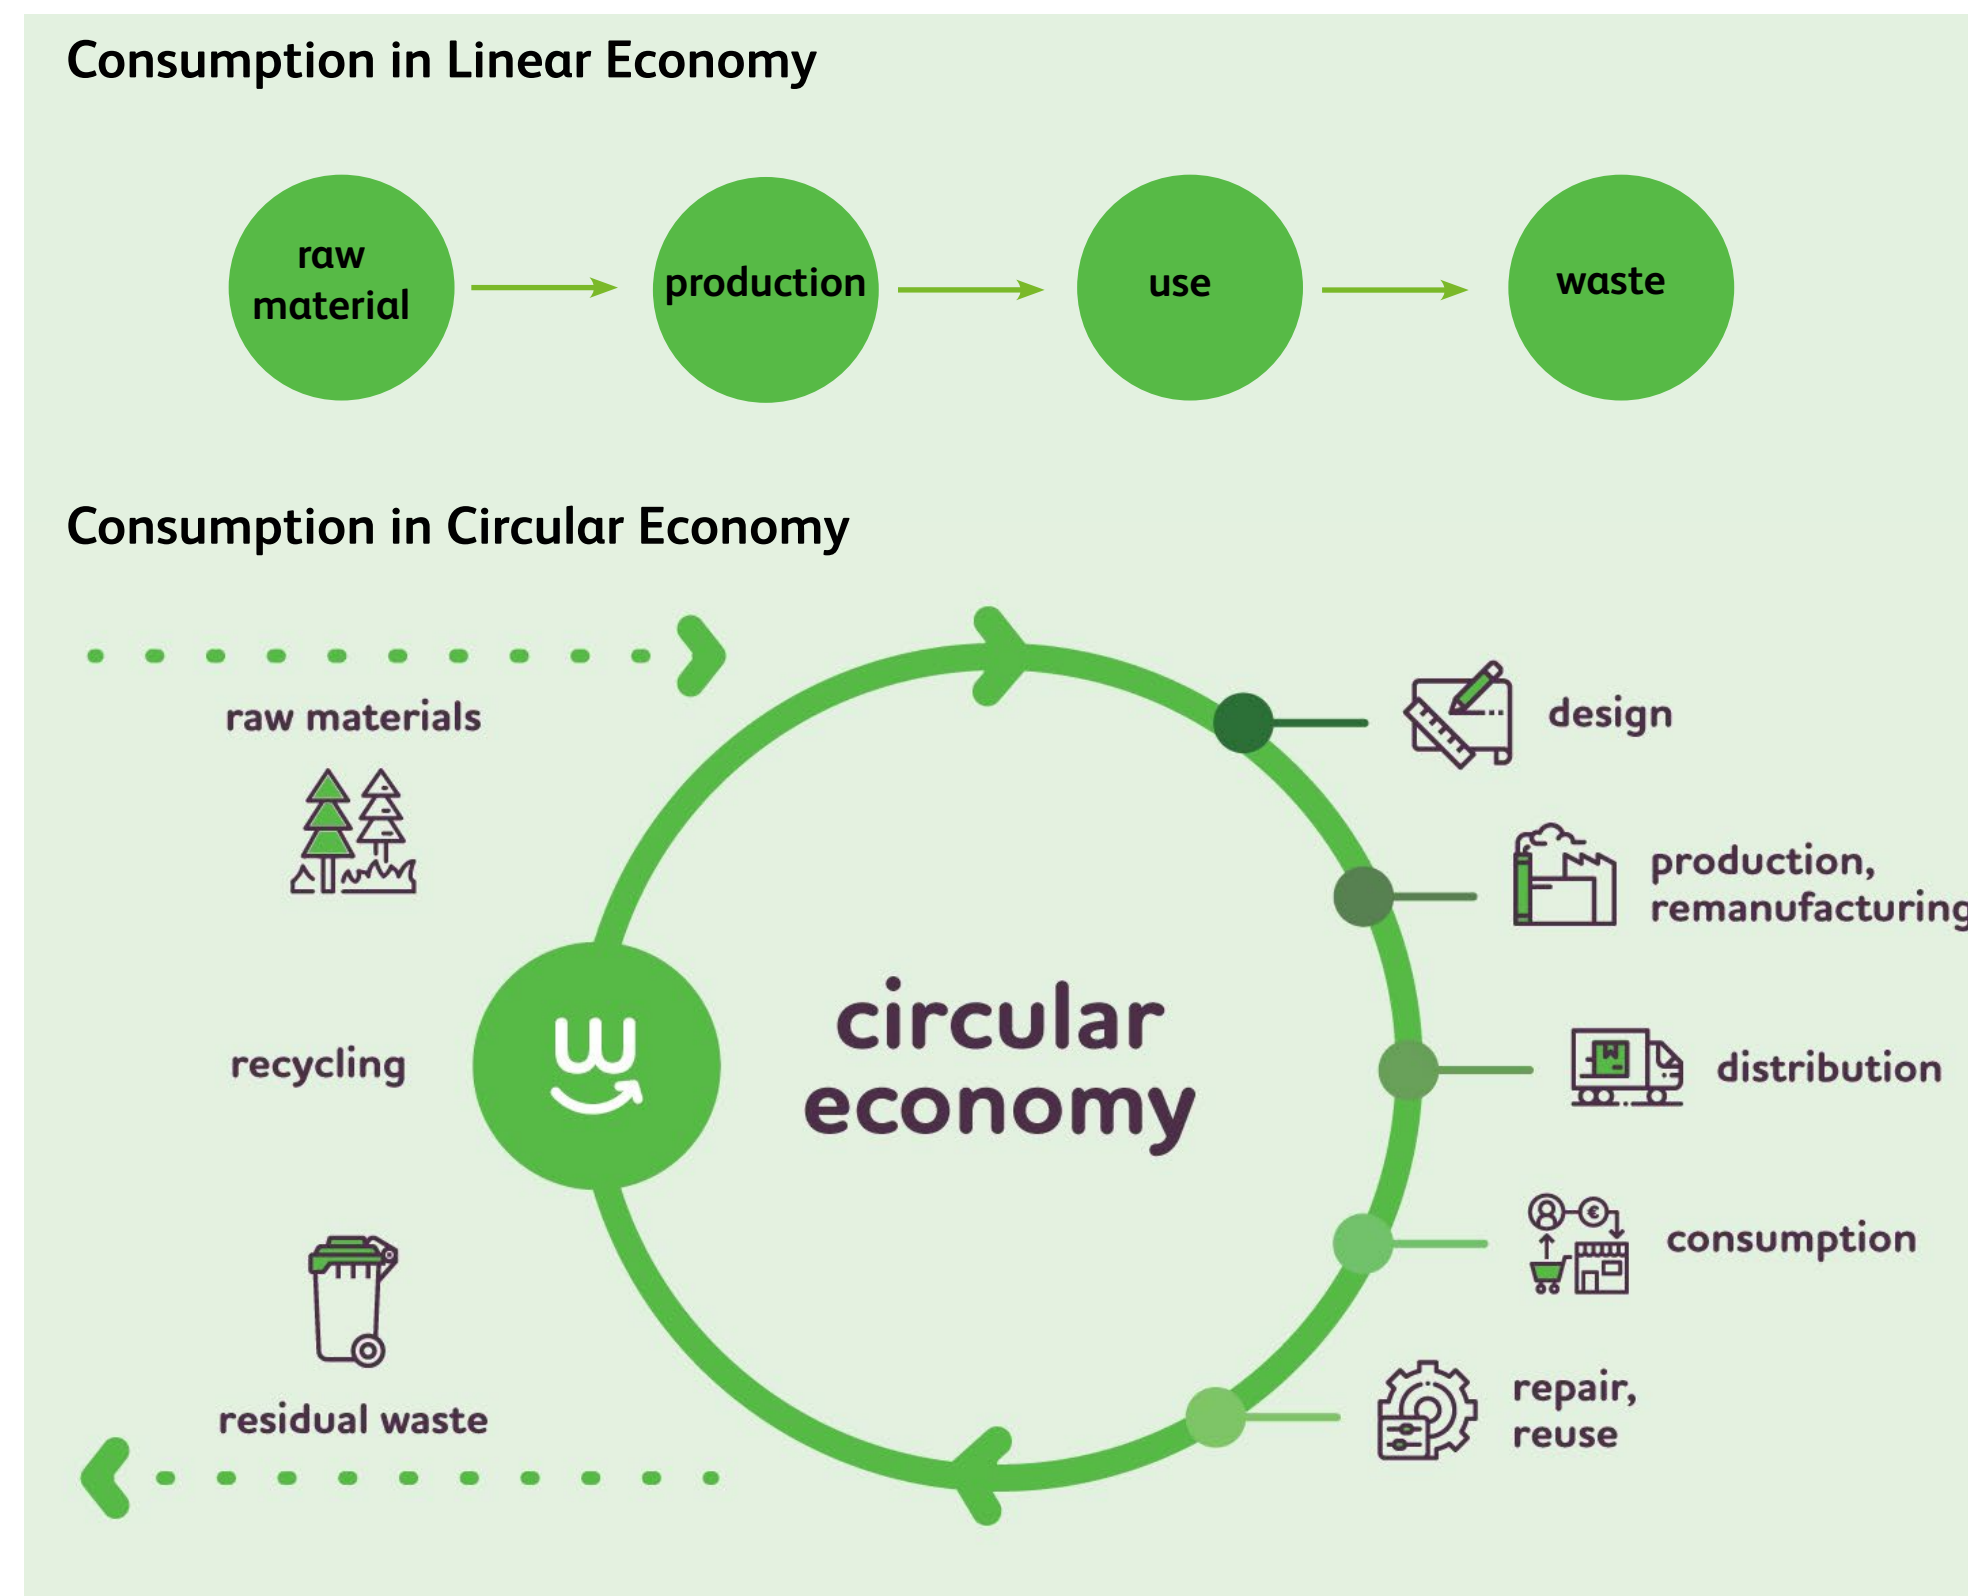 Consumption in Linear Economy
raw
material
production
use
waste
Consumption in Circular Economy
raw materials
design
production,
remanufacturing
circular
economy
recycling
w
distribution
consumption
residual waste
repair,
reuse